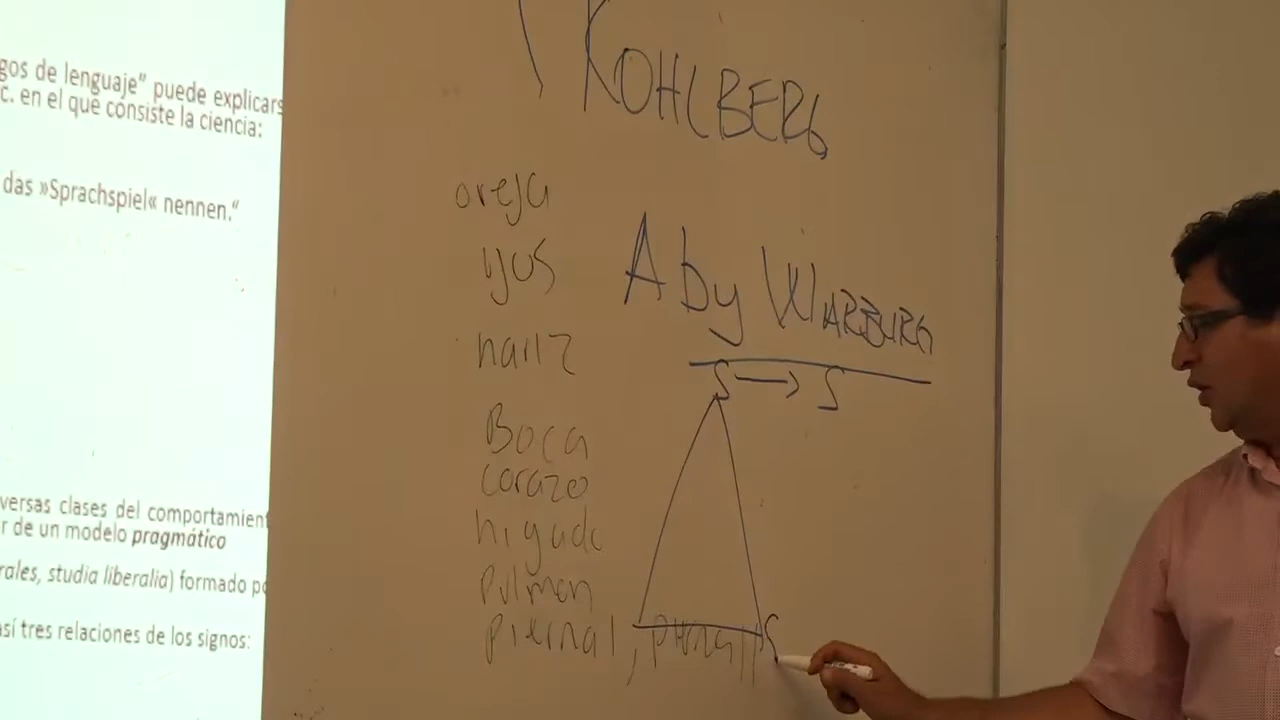 gos de lenguaje" puede explicars
c. en el que consiste la ciencia:
das »Sprachspiel« nennen.“
versas clases del comportamient
r de un modelo pragmático
rales, studia liberalia) formado po
así tres relaciones de los signos:
KOHLBERG
oreja
Aby WARBURG
S → S
nariz
Boca
corazo
higado
pulmon
S